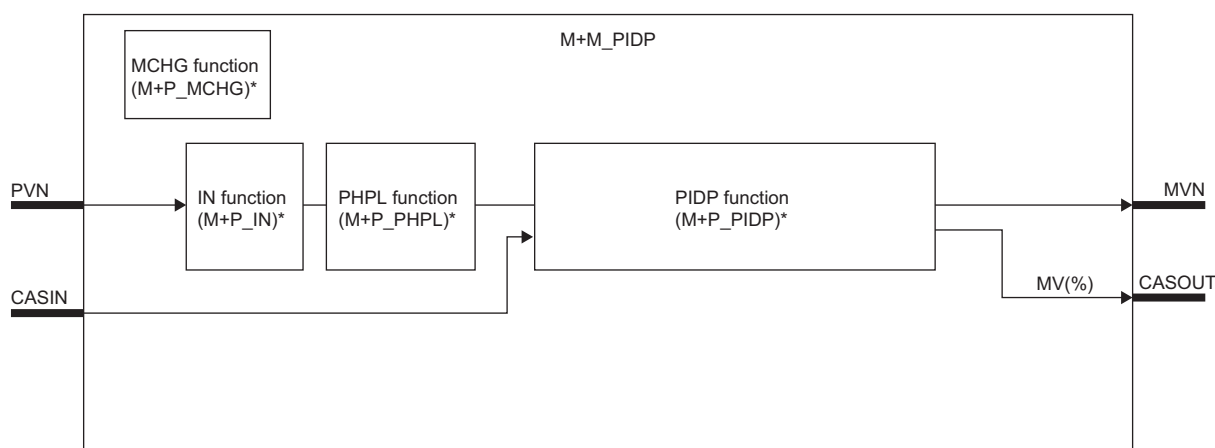 M+M_PIDP
MCHG function
(M+P_MCHG)*
PVN
IN function
(M+P_IN)*
PHPL function
(M+P_PHPL)*
PIDP function
(M+P_PIDP)*
MVN
CASIN
MV(%)
CASOUT